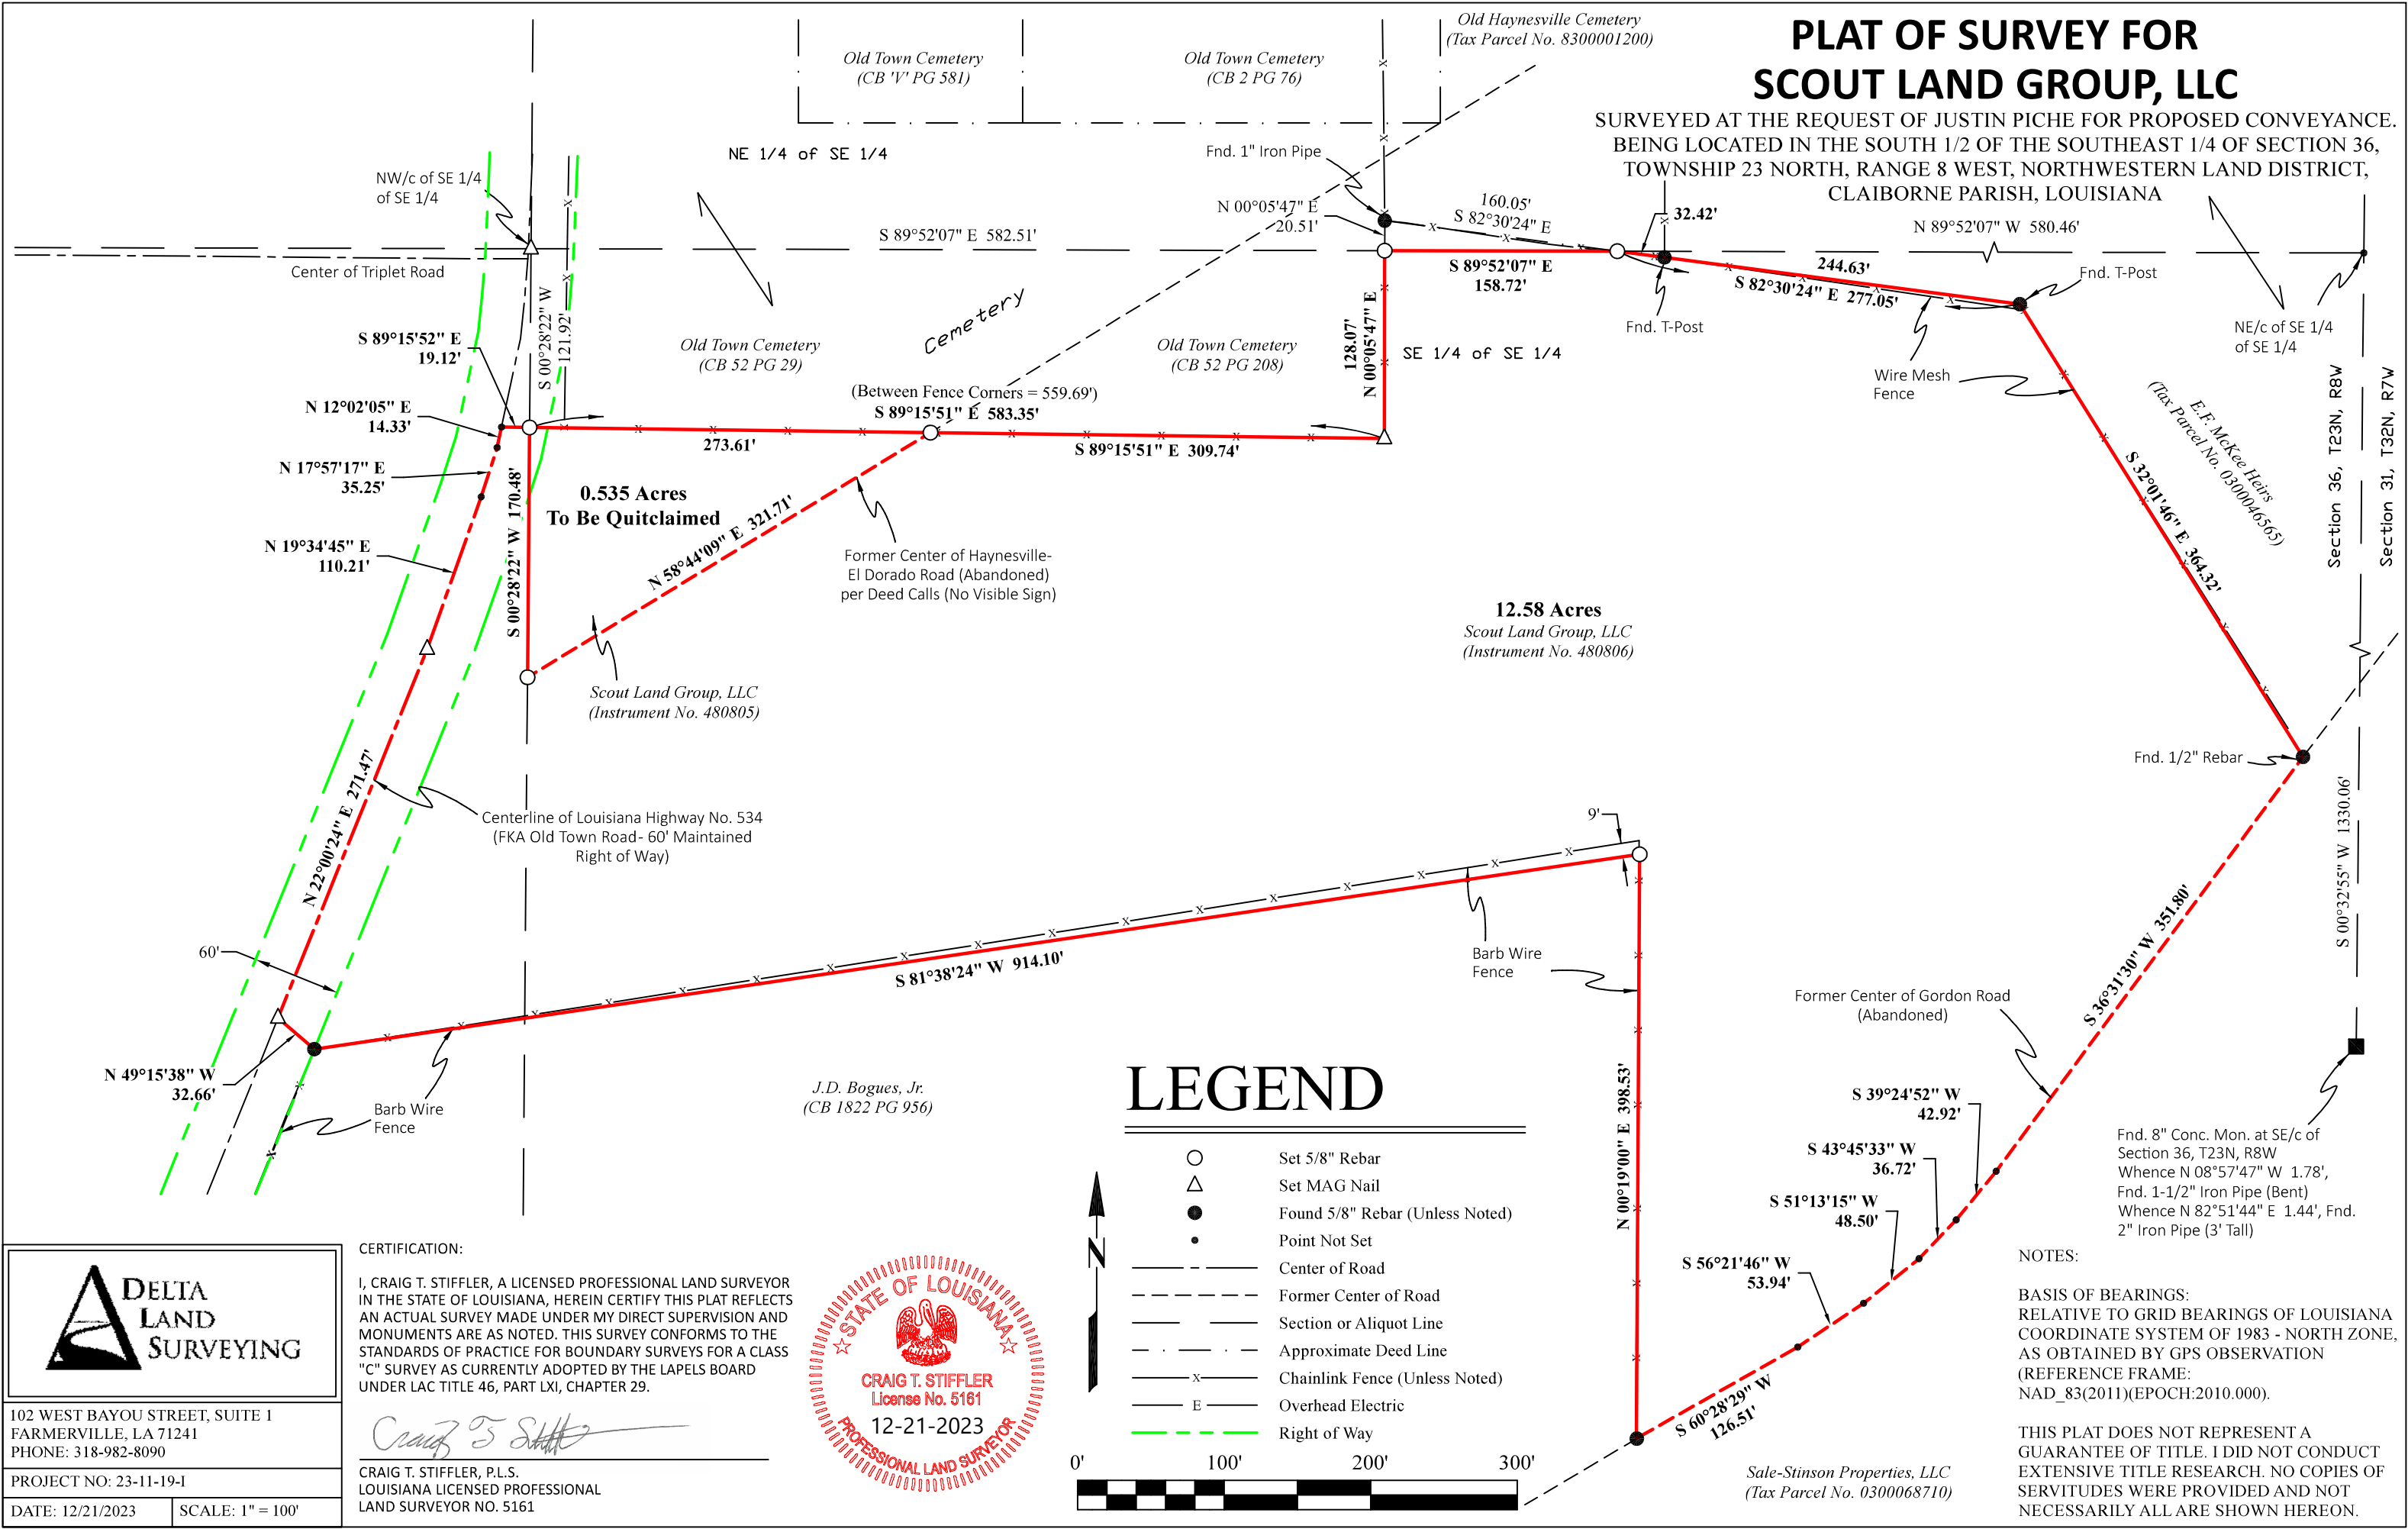 PLAT OF SURVEY FOR
SCOUT LAND GROUP, LLC
SURVEYED AT THE REQUEST OF JUSTIN PICHE FOR PROPOSED CONVEYANCE.
BEING LOCATED IN THE SOUTH 1/2 OF THE SOUTHEAST 1/4 OF SECTION 36,
TOWNSHIP 23 NORTH, RANGE 8 WEST, NORTHWESTERN LAND DISTRICT,
CLAIBORNE PARISH, LOUISIANA
Old Haynesville Cemetery
(Tax Parcel No. 8300001200)
Old Town Cemetery
(CB 'V' PG 581)
Old Town Cemetery
(CB 2 PG 76)
NE 1/4 of SE 1/4
Fnd. 1" Iron Pipe
NW/c of SE 1/4
of SE 1/4
N 00°05'47" E
20.51'
160.05'
S 82°30'24" E
32.42'
N 89°52'07" W 580.46'
S 89°52'07" E 582.51'
Center of Triplet Road
S 89°52'07" E
158.72'
244.63'
S 82°30'24" E 277.05'
Fnd. T-Post
Fnd. T-Post
NE/c of SE 1/4
of SE 1/4
S 00°28'22" W
121.92'
S 89°15'52" E
19.12'
Cemetery
Old Town Cemetery
(CB 52 PG 29)
Old Town Cemetery
(CB 52 PG 208)
128.07'
N 00°05'47" E
SE 1/4 of SE 1/4
Wire Mesh
Fence
E.F. McKee Heirs
(Tax Parcel No. 0300046565)
Section 36, T23N, R8W
Section 31, T32N, R7W
(Between Fence Corners = 559.69')
S 89°15'51" E 583.35'
273.61'
S 89°15'51" E 309.74'
N 12°02'05" E
14.33'
N 17°57'17" E
35.25'
N 19°34'45" E
110.21'
S 00°28'22" W 170.48'
0.535 Acres
To Be Quitclaimed
N 58°44'09" E 321.71'
Former Center of Haynesville-
El Dorado Road (Abandoned)
per Deed Calls (No Visible Sign)
S 32°01'46" E 364.32'
12.58 Acres
Scout Land Group, LLC
(Instrument No. 480806)
Scout Land Group, LLC
(Instrument No. 480805)
Fnd. 1/2" Rebar
N 22°00'24" E 271.47'
Centerline of Louisiana Highway No. 534
(FKA Old Town Road- 60' Maintained
Right of Way)
S 00°32'55" W 1330.06'
9'
60'
S 81°38'24" W 914.10'
Barb Wire
Fence
S 36°31'30" W 351.80'
Former Center of Gordon Road
(Abandoned)
N 49°15'38" W
32.66'
Barb Wire
Fence
J.D. Bogues, Jr.
(CB 1822 PG 956)
N 00°19'00" E 398.53'
S 39°24'52" W
42.92'
S 43°45'33" W
36.72'
S 51°13'15" W
48.50'
S 56°21'46" W
53.94'
S 60°28'29" W
126.51'
Fnd. 8" Conc. Mon. at SE/c of
Section 36, T23N, R8W
Whence N 08°57'47" W 1.78',
Fnd. 1-1/2" Iron Pipe (Bent)
Whence N 82°51'44" E 1.44', Fnd.
2" Iron Pipe (3' Tall)
Sale-Stinson Properties, LLC
(Tax Parcel No. 0300068710)
LEGEND
Set 5/8" Rebar
Set MAG Nail
Found 5/8" Rebar (Unless Noted)
Point Not Set
Center of Road
Former Center of Road
Section or Aliquot Line
Approximate Deed Line
x Chainlink Fence (Unless Noted)
E Overhead Electric
Right of Way
N
0' 100' 200' 300'
NOTES:
BASIS OF BEARINGS:
RELATIVE TO GRID BEARINGS OF LOUISIANA
COORDINATE SYSTEM OF 1983 - NORTH ZONE,
AS OBTAINED BY GPS OBSERVATION
(REFERENCE FRAME:
NAD_83(2011)(EPOCH:2010.000).
THIS PLAT DOES NOT REPRESENT A
GUARANTEE OF TITLE. I DID NOT CONDUCT
EXTENSIVE TITLE RESEARCH. NO COPIES OF
SERVITUDES WERE PROVIDED AND NOT
NECESSARILY ALL ARE SHOWN HEREON.
DELTA
LAND
SURVEYING
102 WEST BAYOU STREET, SUITE 1
FARMERVILLE, LA 71241
PHONE: 318-982-8090
PROJECT NO: 23-11-19-I
DATE: 12/21/2023
SCALE: 1" = 100'
CERTIFICATION:
I, CRAIG T. STIFFLER, A LICENSED PROFESSIONAL LAND SURVEYOR
IN THE STATE OF LOUISIANA, HEREIN CERTIFY THIS PLAT REFLECTS
AN ACTUAL SURVEY MADE UNDER MY DIRECT SUPERVISION AND
MONUMENTS ARE AS NOTED. THIS SURVEY CONFORMS TO THE
STANDARDS OF PRACTICE FOR BOUNDARY SURVEYS FOR A CLASS
"C" SURVEY AS CURRENTLY ADOPTED BY THE LAPELS BOARD
UNDER LAC TITLE 46, PART LXI, CHAPTER 29.
CRAIG T. STIFFLER, P.L.S.
LOUISIANA LICENSED PROFESSIONAL
LAND SURVEYOR NO. 5161
STATE OF LOUISIANA
CRAIG T. STIFFLER
License No. 5161
12-21-2023
PROFESSIONAL LAND SURVEYOR